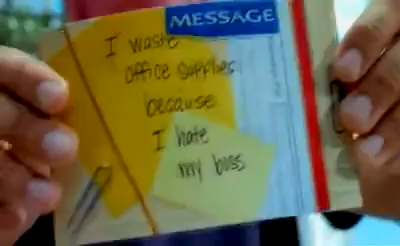 MESSAGE
I waste
office supplies
because
I hate
my boss